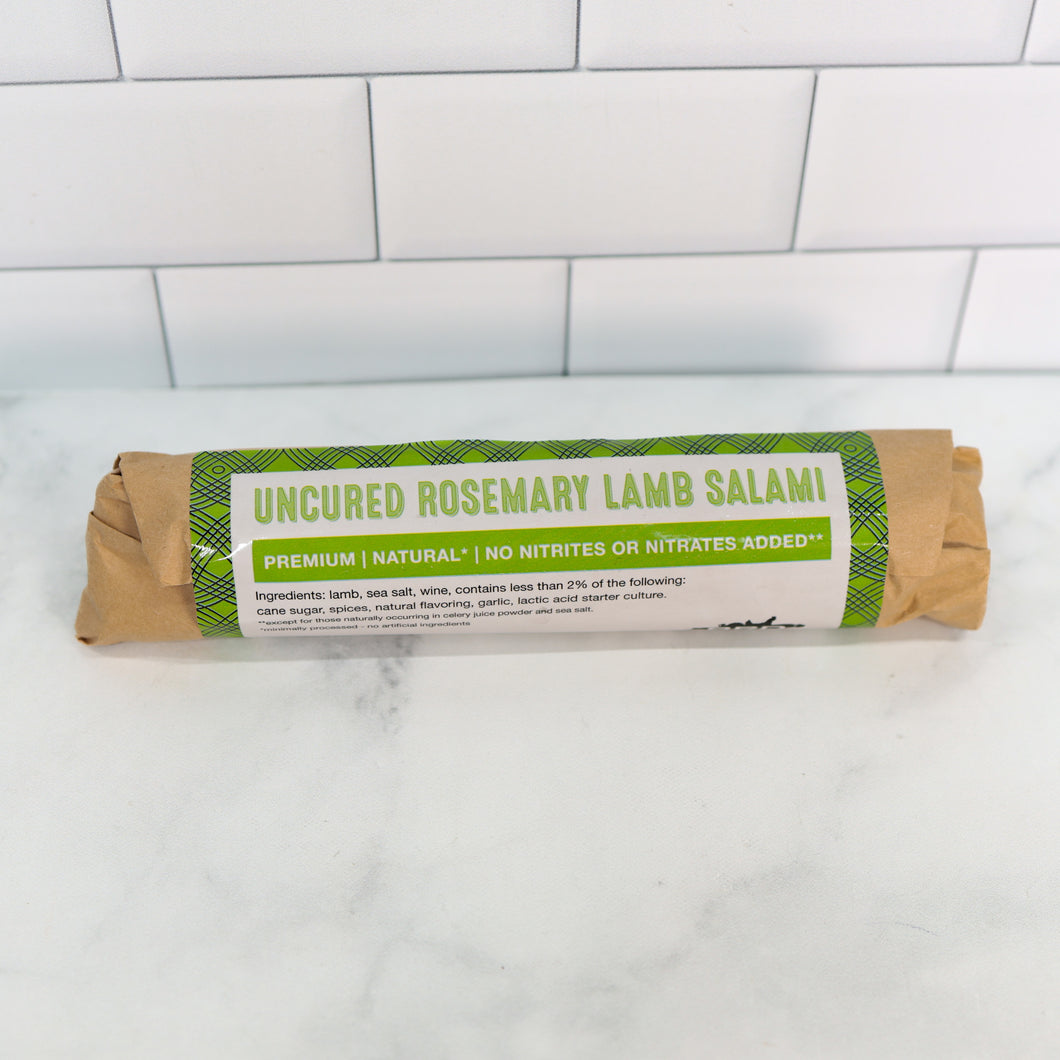 UNCURED ROSEMARY LAMB SALAMI
PREMIUM | NATURAL* | NO NITRITES OR NITRATES ADDED**
Ingredients: lamb, sea salt, wine, contains less than 2% of the following:
cane sugar, spices, natural flavoring, garlic, lactic acid starter culture.
**except for those naturally occurring in celery juice powder and sea salt.
*minimally processed - no artificial ingredients